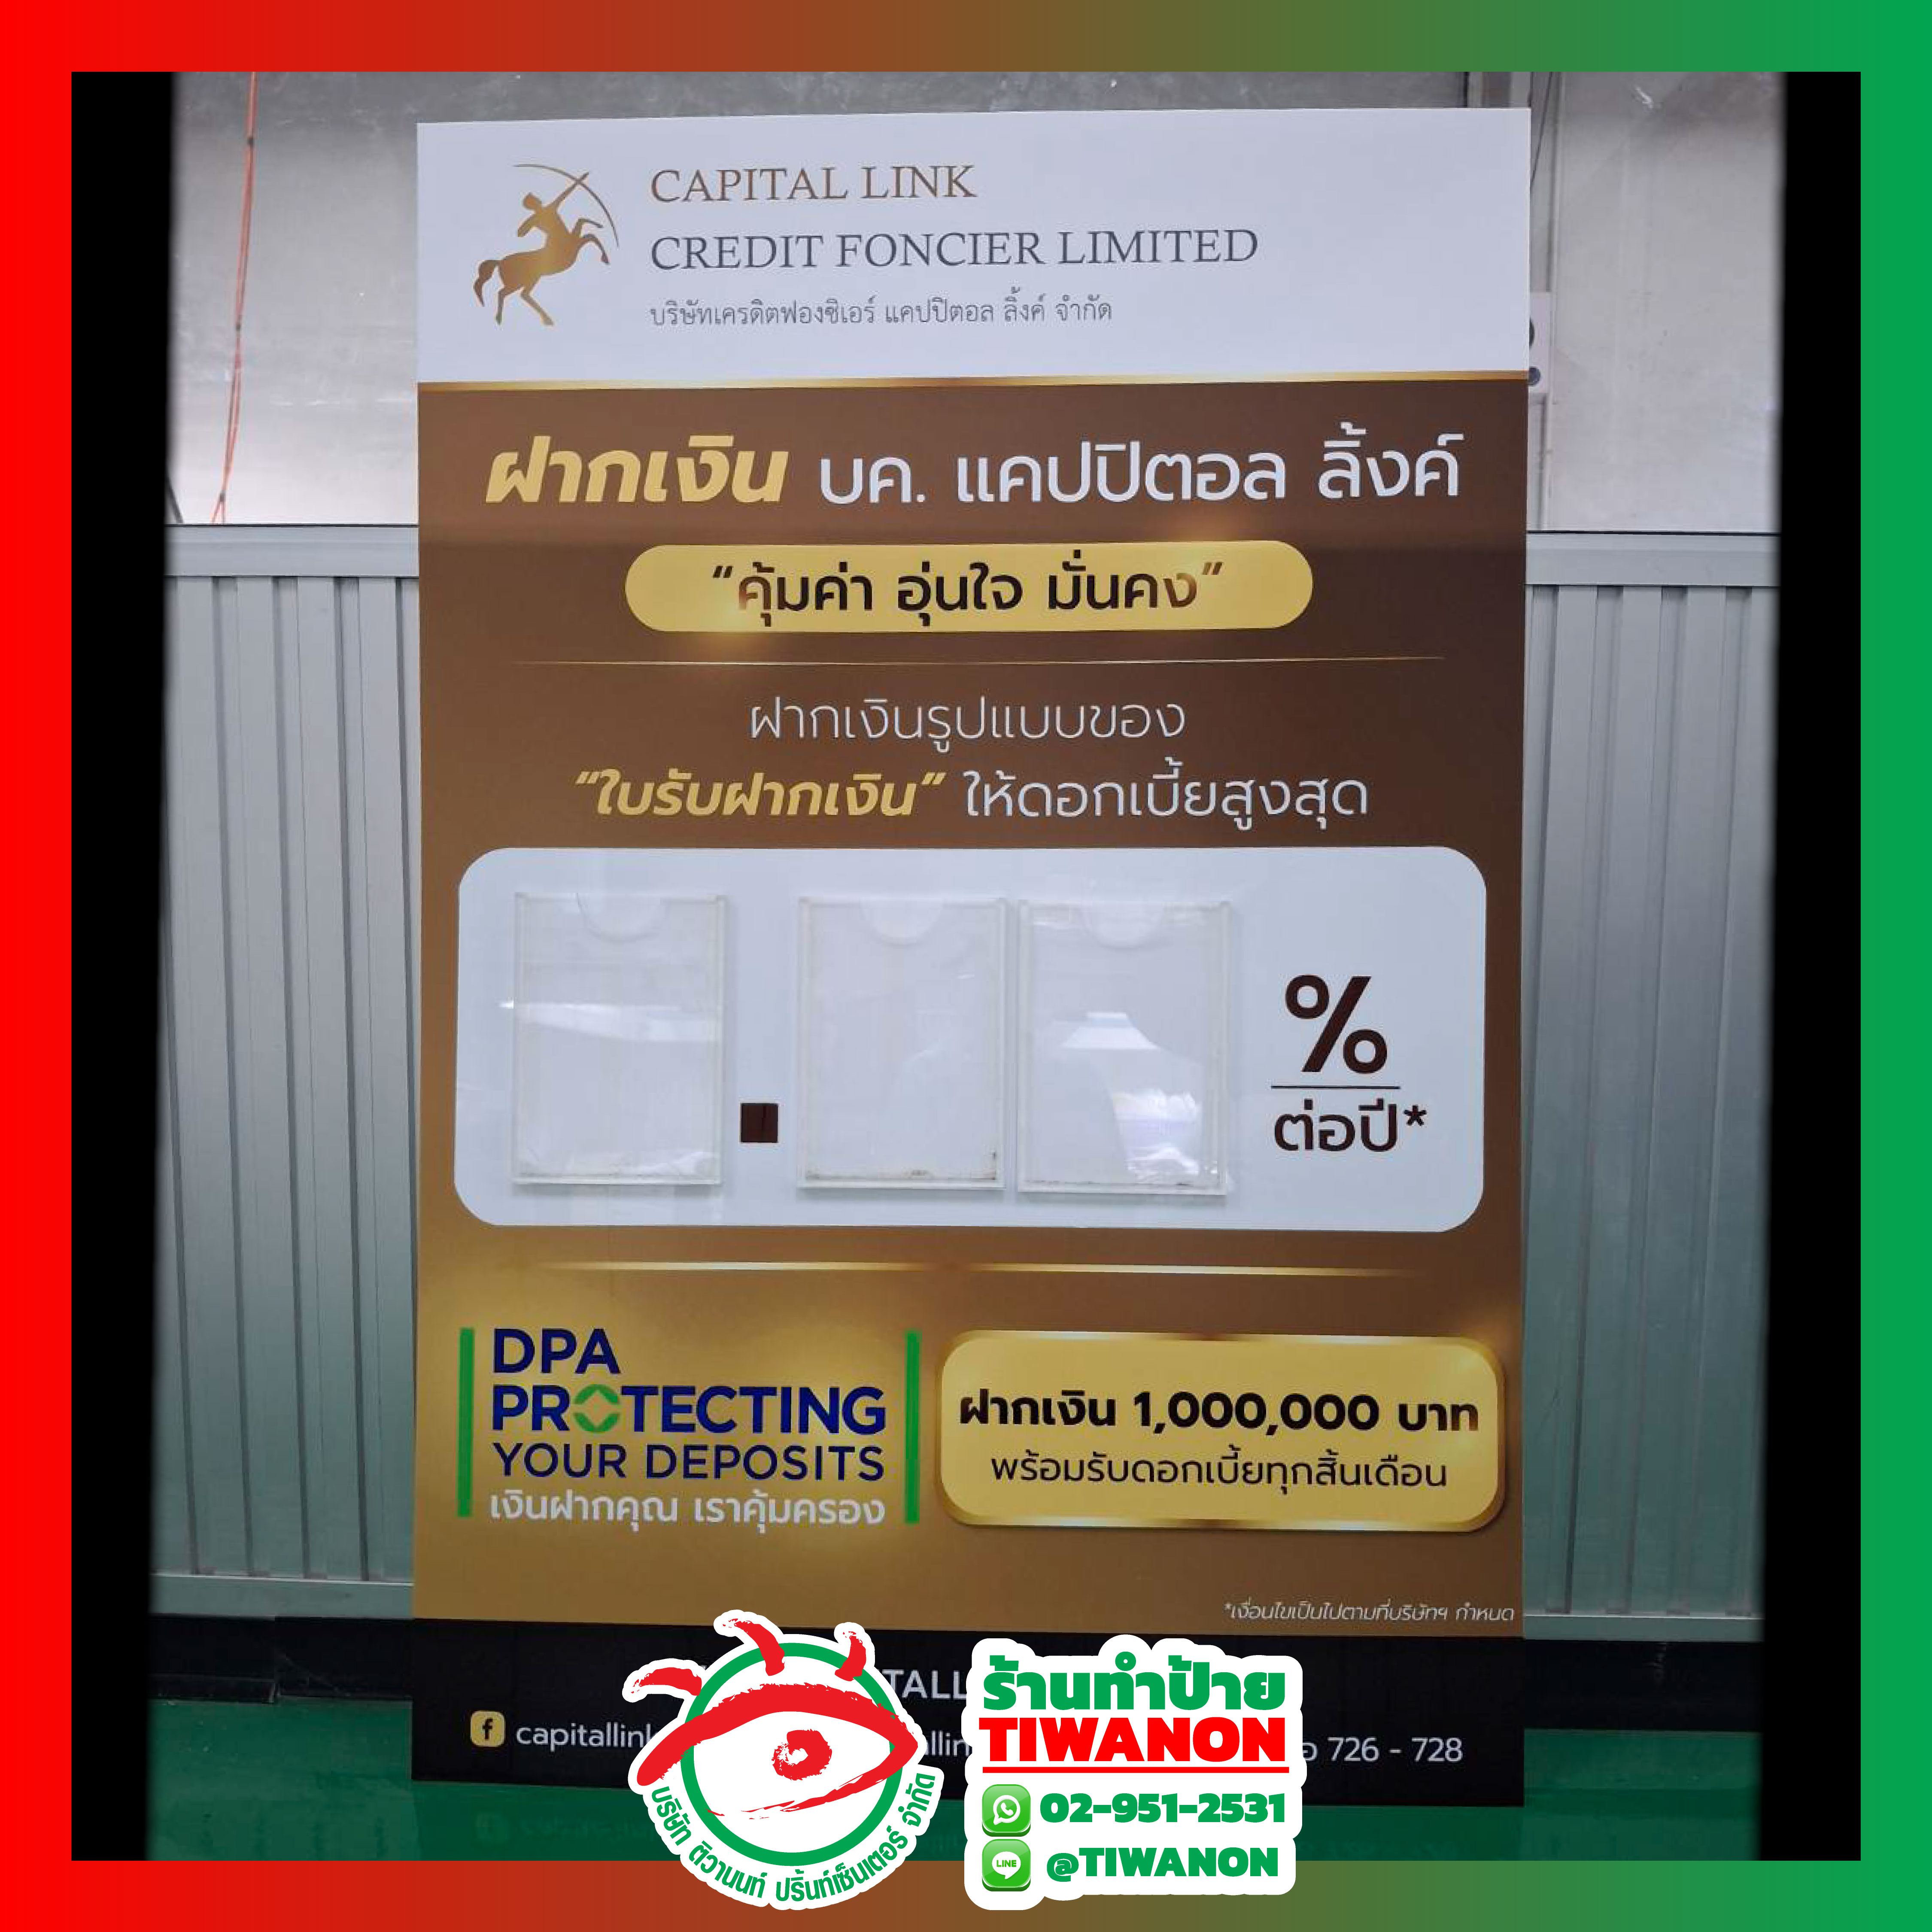 CAPITAL LINK
CREDIT FONCIER LIMITED
บริษัทเครดิตฟองซิเอร์ แคปปิตอล ลิ้งค์ จำกัด
ฝากเงิน บค. แคปปิตอล ลิ้งค์
“คุ้มค่า อุ่นใจ มั่นคง”
ฝากเงินรูปแบบของ
“ใบรับฝากเงิน” ให้ดอกเบี้ยสูงสุด
. %
ต่อปี*
DPA
PROTECTING
YOUR DEPOSITS
เงินฝากคุณ เราคุ้มครอง
ฝากเงิน 1,000,000 บาท
พร้อมรับดอกเบี้ยทุกสิ้นเดือน
*เงื่อนไขเป็นไปตามที่บริษัทฯ กำหนด
726 - 728
บริษัท ติวานนท์ ปริ้นท์เซ็นเตอร์ จำกัด
ร้านทำป้าย
TIWANON
02-951-2531
LINE @TIWANON